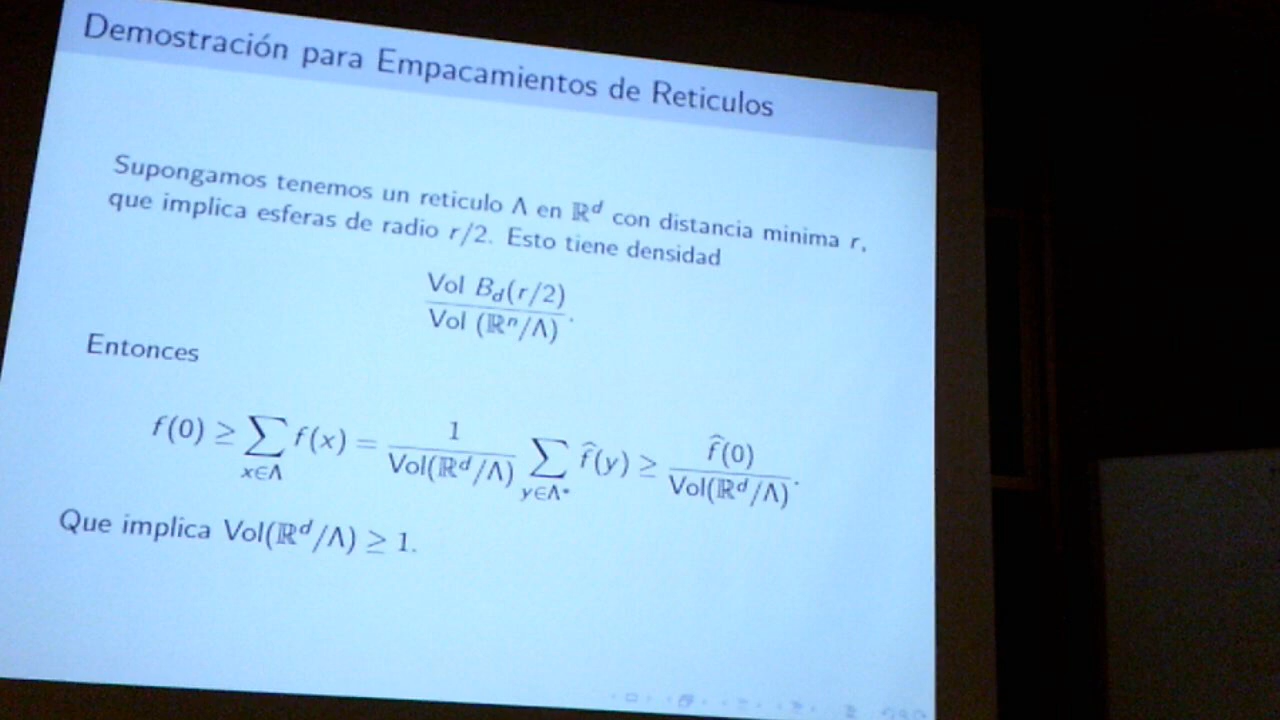 Demostración para Empacamientos de Reticulos
Supongamos tenemos un reticulo Λ en ℝ^d con distancia minima r,
que implica esferas de radio r/2. Esto tiene densidad
Vol B_d(r/2)
Vol (ℝ^n/Λ) .
Entonces
f(0) ≥ ∑_{x∈Λ} f(x) = 1/Vol(ℝ^d/Λ) ∑_{y∈Λ*} f̂(y) ≥ f̂(0)/Vol(ℝ^d/Λ) .
Que implica Vol(ℝ^d/Λ) ≥ 1.